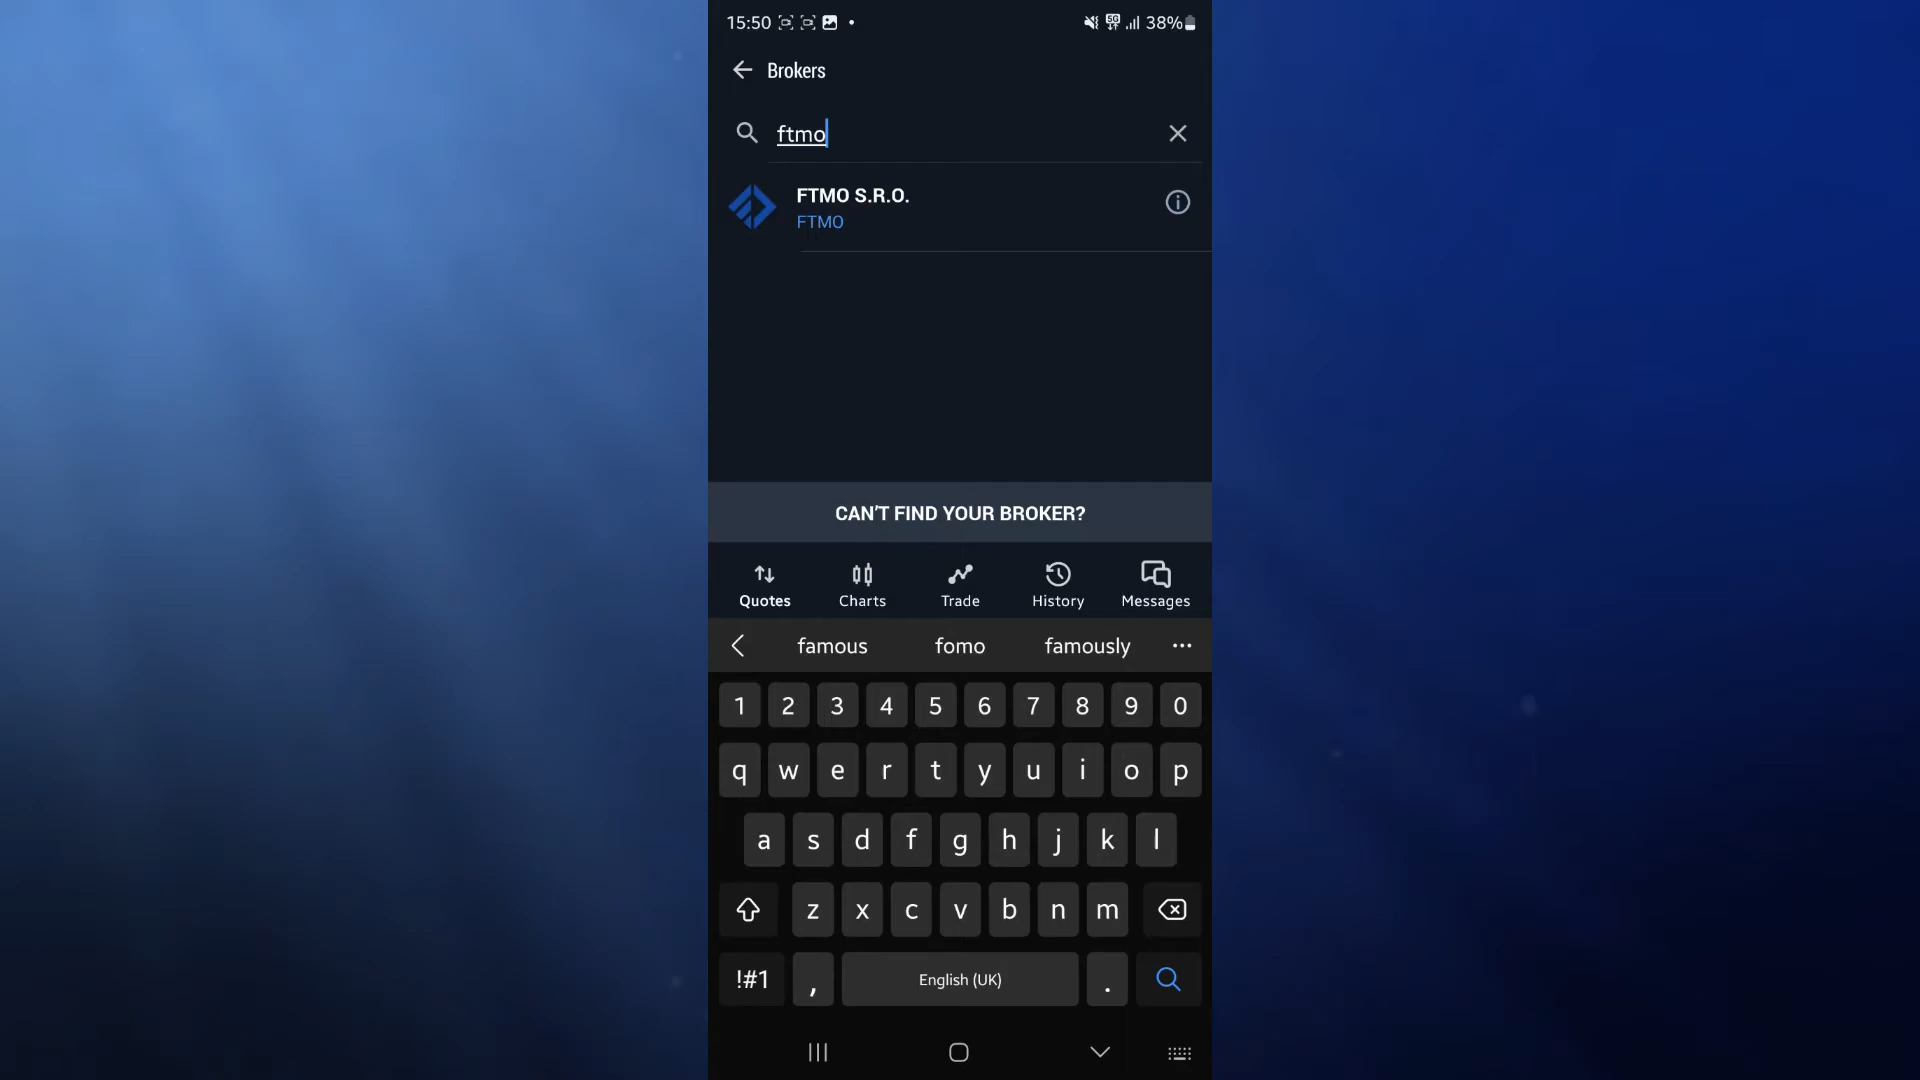 15:50
5G
38%
Brokers
ftmo
FTMO S.R.O.
FTMO
CAN'T FIND YOUR BROKER?
Quotes Charts Trade History Messages
famous fomo famously
1 2 3 4 5 6 7 8 9 0
q w e r t y u i o p
a s d f g h j k l
z x c v b n m
!#1 , English (UK) .